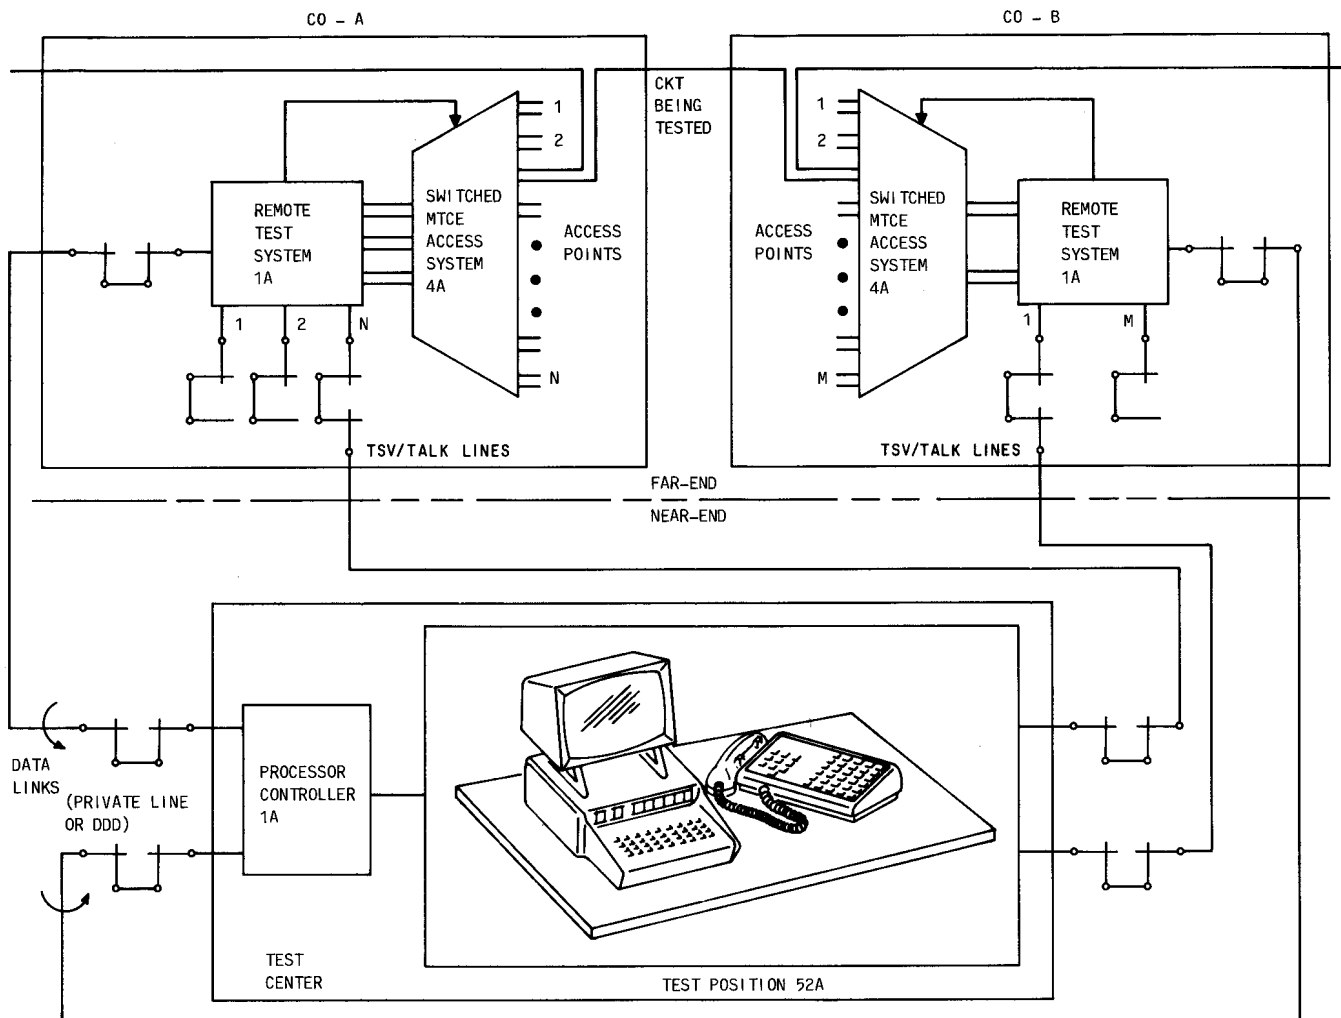 CO – A
CO – B
CKT
BEING
TESTED
1
2
1
2
SWITCHED
MTCE
ACCESS
SYSTEM
4A
REMOTE
TEST
SYSTEM
1A
ACCESS
POINTS
ACCESS
POINTS
SWITCHED
MTCE
ACCESS
SYSTEM
4A
REMOTE
TEST
SYSTEM
1A
1
2
N
N
M
1
M
TSV/TALK LINES
TSV/TALK LINES
FAR–END
NEAR–END
DATA
LINKS
(PRIVATE LINE
OR DDD)
PROCESSOR
CONTROLLER
1A
TEST
CENTER
TEST POSITION 52A